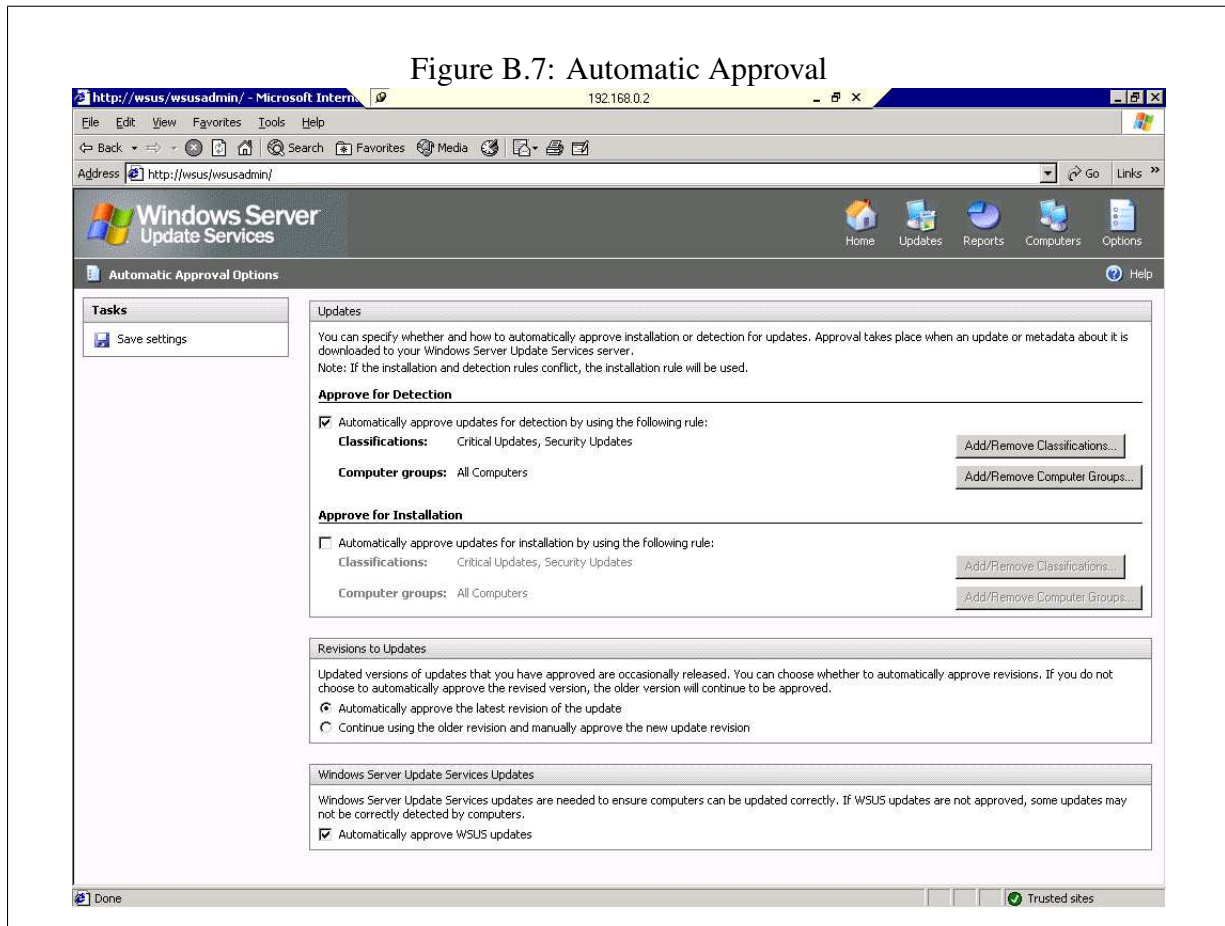 Figure B.7: Automatic Approval
http://wsus/wsusadmin/ - Microsoft Intern
192.168.0.2
File Edit View Favorites Tools Help
Back Search Favorites Media
Address http://wsus/wsusadmin/ Go Links »
Windows Server
Update Services
Home Updates Reports Computers Options
Automatic Approval Options Help
Tasks
Save settings
Updates
You can specify whether and how to automatically approve installation or detection for updates. Approval takes place when an update or metadata about it is
downloaded to your Windows Server Update Services server.
Note: If the installation and detection rules conflict, the installation rule will be used.
Approve for Detection
Automatically approve updates for detection by using the following rule:
Classifications: Critical Updates, Security Updates Add/Remove Classifications...
Computer groups: All Computers Add/Remove Computer Groups...
Approve for Installation
Automatically approve updates for installation by using the following rule:
Classifications: Critical Updates, Security Updates Add/Remove Classifications...
Computer groups: All Computers Add/Remove Computer Groups...
Revisions to Updates
Updated versions of updates that you have approved are occasionally released. You can choose whether to automatically approve revisions. If you do not
choose to automatically approve the revised version, the older version will continue to be approved.
Automatically approve the latest revision of the update
Continue using the older revision and manually approve the new update revision
Windows Server Update Services Updates
Windows Server Update Services updates are needed to ensure computers can be updated correctly. If WSUS updates are not approved, some updates may
not be correctly detected by computers.
Automatically approve WSUS updates
Done Trusted sites